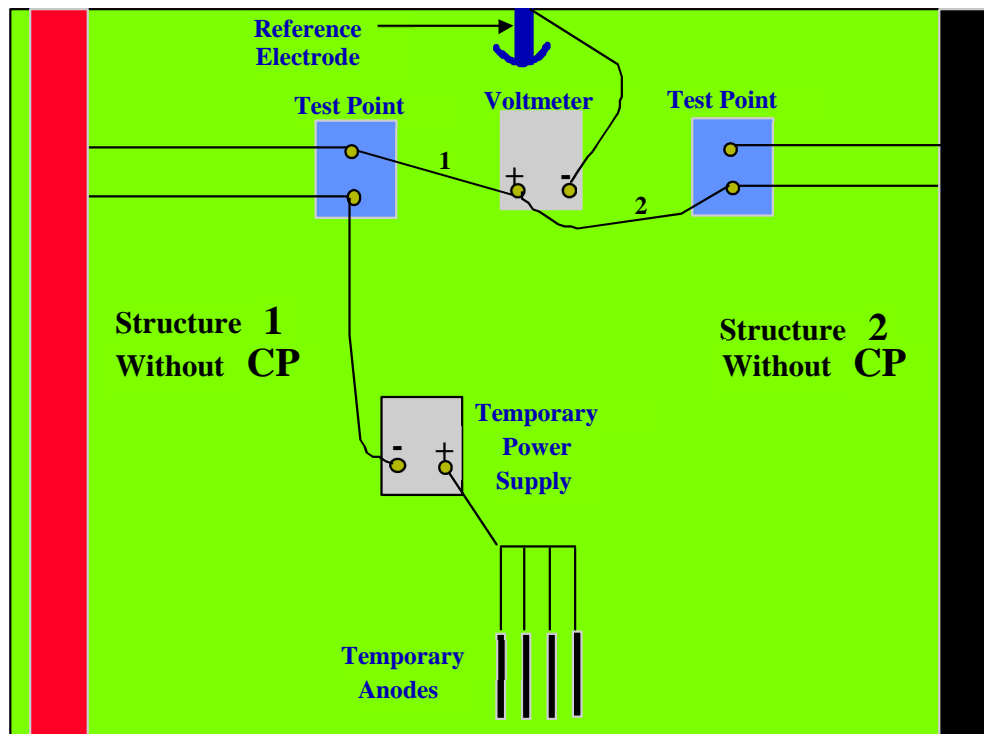 Reference
Electrode
Test Point
Voltmeter
Test Point
1
+ -
2
Structure 1
Without CP
Structure 2
Without CP
Temporary
Power
Supply
- +
Temporary
Anodes